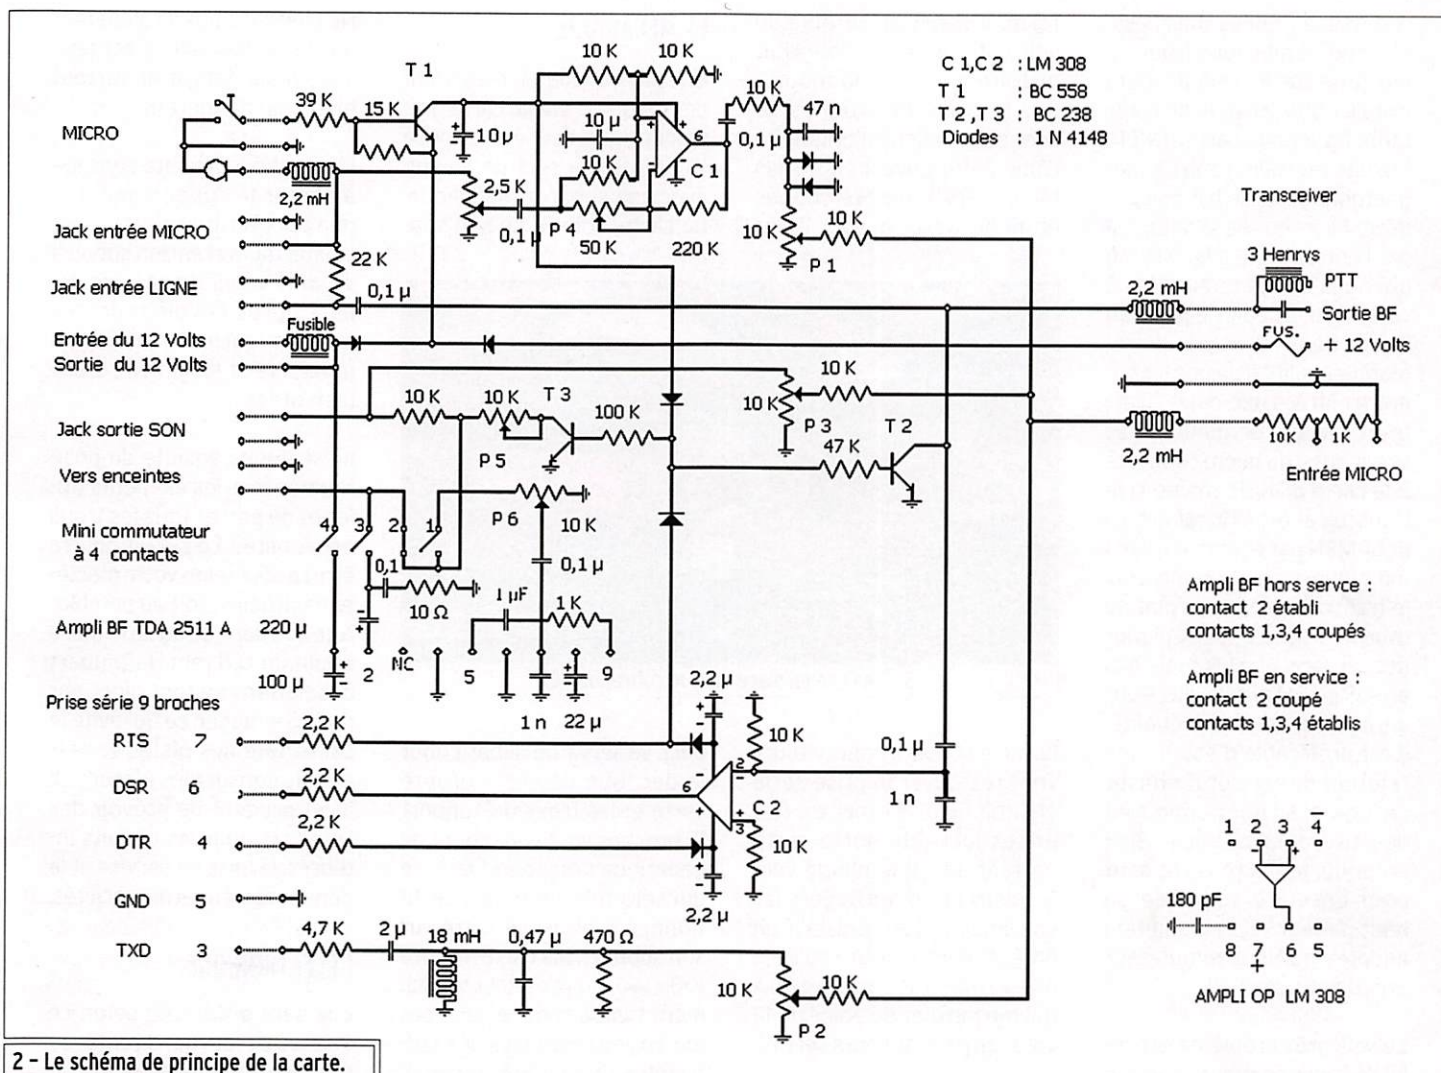 T 1
10 K
10 K
C 1,C 2 : LM 308
T 1 : BC 558
T 2 ,T 3 : BC 238
Diodes : 1 N 4148
39 K
15 K
10 µ
10 µ
10 K
47 n
0,1 µ
MICRO
+
-
+
+
-
6
C 1
10 K
2,2 mH
2,5 K
Transceiver
Jack entrée MICRO
0,1 µ
P 4
50 K
220 K
10 K
10 K
P 1
22 K
3 Henrys
PTT
Jack entrée LIGNE
0,1 µ
2,2 mH
Sortie BF
Fusible
FUS.
Entrée du 12 Volts
+ 12 Volts
Sortie du 12 Volts
10 K
10 K
P 3
10 K
10 K
T 3
100 K
47 K
T 2
Jack sortie SON
P 5
10K
1K
2,2 mH
Entrée MICRO
Vers enceintes
P 6
10 K
Mini commutateur
à 4 contacts
4
3
2
1
0,1
0,1 µ
10 Ω
1 µF
1 K
Ampli BF hors servce :
contact 2 établi
contacts 1,3,4 coupés
Ampli BF TDA 2511 A
220 µ
+
100 µ
+
-
2
NC
5
9
1 n
+
22 µ
Ampli BF en service :
contact 2 coupé
contacts 1,3,4 établis
Prise série 9 broches
2,2 µ
+
-
RTS 7
2,2 K
10 K
0,1 µ
DSR 6
2,2 K
6
-
2
+
3
C 2
1 n
DTR 4
2,2 K
10 K
+
2,2 µ
GND 5
TXD 3
4,7 K
2 µ
18 mH
0,47 µ
470 Ω
10 K
10 K
P 2
1 2 3 4
180 pF
8 7 6 5
+
AMPLI OP LM 308
2 - Le schéma de principe de la carte.